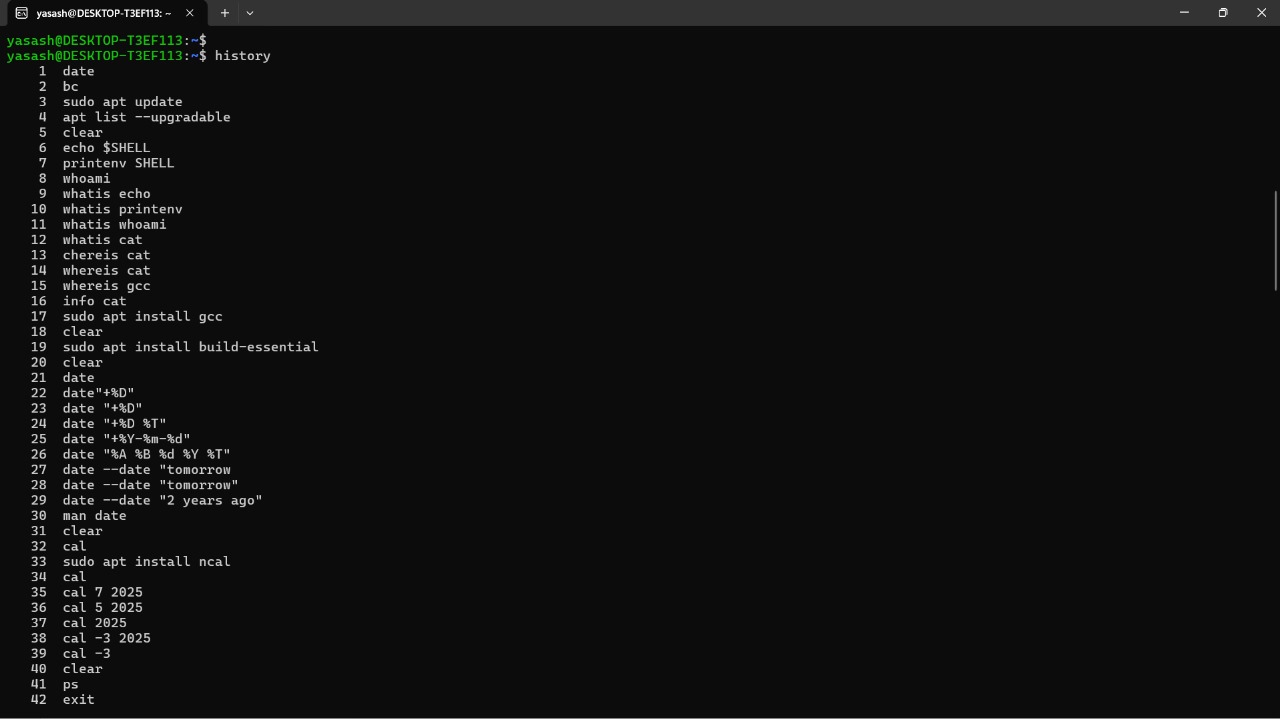 yasash@DESKTOP-T3EF113: ~
yasash@DESKTOP-T3EF113:~$
yasash@DESKTOP-T3EF113:~$ history
1 date
2 bc
3 sudo apt update
4 apt list --upgradable
5 clear
6 echo $SHELL
7 printenv SHELL
8 whoami
9 whatis echo
10 whatis printenv
11 whatis whoami
12 whatis cat
13 chereis cat
14 whereis cat
15 whereis gcc
16 info cat
17 sudo apt install gcc
18 clear
19 sudo apt install build-essential
20 clear
21 date
22 date"+%D"
23 date "+%D"
24 date "+%D %T"
25 date "+%Y-%m-%d"
26 date "%A %B %d %Y %T"
27 date --date "tomorrow
28 date --date "tomorrow"
29 date --date "2 years ago"
30 man date
31 clear
32 cal
33 sudo apt install ncal
34 cal
35 cal 7 2025
36 cal 5 2025
37 cal 2025
38 cal -3 2025
39 cal -3
40 clear
41 ps
42 exit